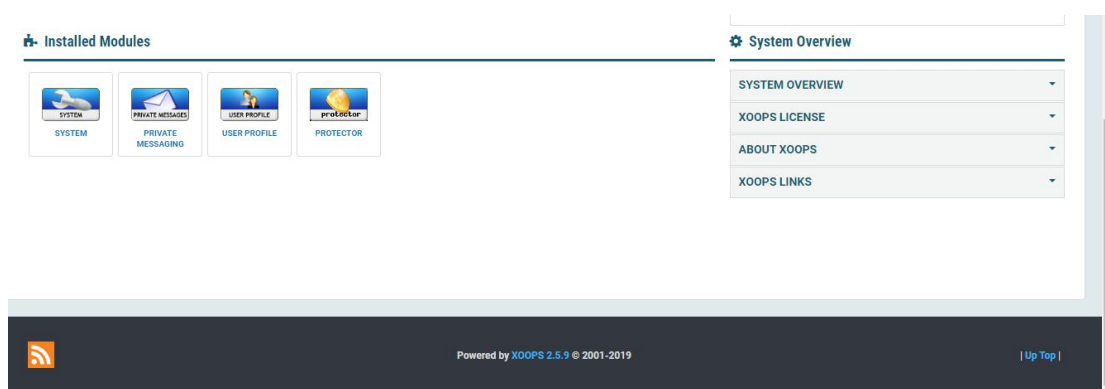 Installed Modules
SYSTEM
SYSTEM
PRIVATE MESSAGES
PRIVATE
MESSAGING
USER PROFILE
USER PROFILE
protector
PROTECTOR
System Overview
SYSTEM OVERVIEW
XOOPS LICENSE
ABOUT XOOPS
XOOPS LINKS
Powered by XOOPS 2.5.9 © 2001-2019
| Up Top |